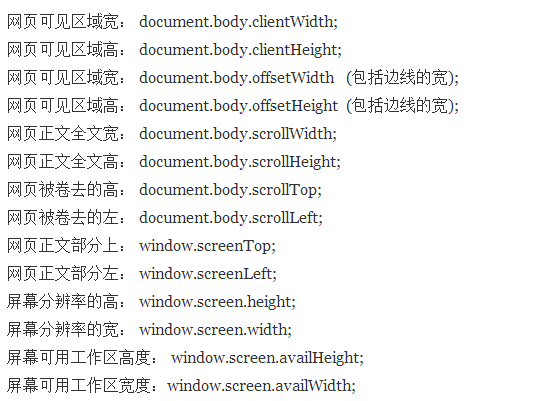 网页可见区域宽： document.body.clientWidth;
网页可见区域高： document.body.clientHeight;
网页可见区域宽： document.body.offsetWidth (包括边线的宽);
网页可见区域高： document.body.offsetHeight (包括边线的宽);
网页正文全文宽： document.body.scrollWidth;
网页正文全文高： document.body.scrollHeight;
网页被卷去的高： document.body.scrollTop;
网页被卷去的左： document.body.scrollLeft;
网页正文部分上： window.screenTop;
网页正文部分左： window.screenLeft;
屏幕分辨率的高： window.screen.height;
屏幕分辨率的宽： window.screen.width;
屏幕可用工作区高度： window.screen.availHeight;
屏幕可用工作区宽度：window.screen.availWidth;